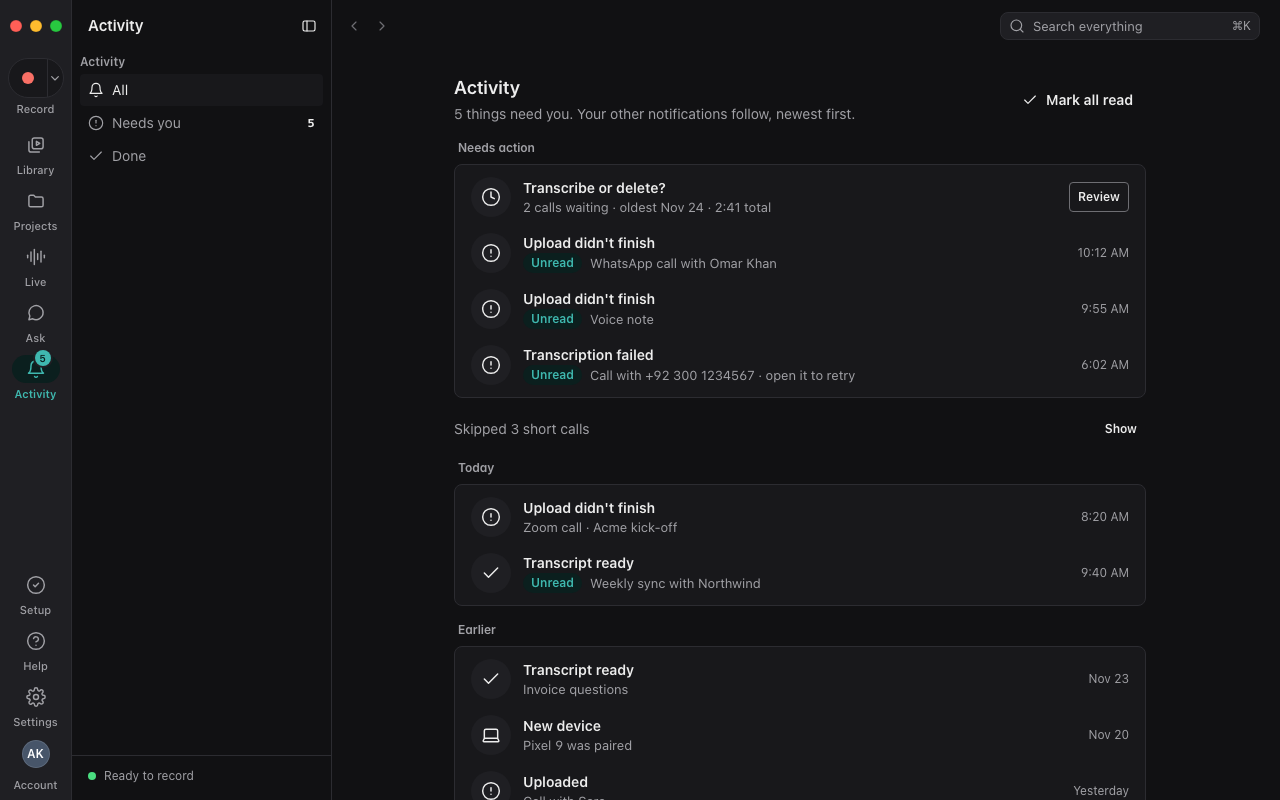 Activity
Search everything
⌘K
Record
Library
Projects
Live
Ask
5
Activity
Setup
Help
Settings
AK
Account
Activity
All
Needs you
5
Done
Ready to record
Activity
5 things need you. Your other notifications follow, newest first.
Mark all read
Needs action
Transcribe or delete?
2 calls waiting · oldest Nov 24 · 2:41 total
Review
Upload didn't finish
Unread WhatsApp call with Omar Khan
10:12 AM
Upload didn't finish
Unread Voice note
9:55 AM
Transcription failed
Unread Call with +92 300 1234567 · open it to retry
6:02 AM
Skipped 3 short calls
Show
Today
Upload didn't finish
Zoom call · Acme kick-off
8:20 AM
Transcript ready
Unread Weekly sync with Northwind
9:40 AM
Earlier
Transcript ready
Invoice questions
Nov 23
New device
Pixel 9 was paired
Nov 20
Uploaded
Yesterday